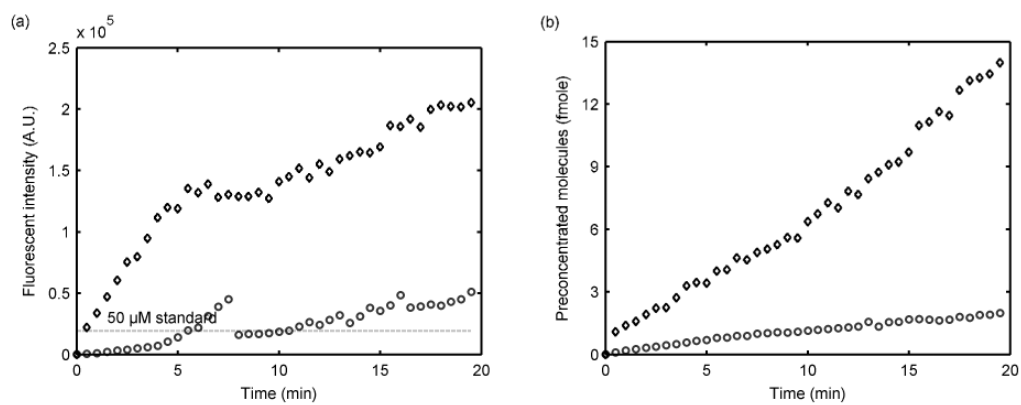 (a)
x 10^5
2.5
2
1.5
1
0.5
0
50 µM standard
Fluorescent intensity (A.U.)
0
5
10
15
20
Time (min)
(b)
15
12
9
6
3
0
Preconcentrated molecules (fmole)
0
5
10
15
20
Time (min)